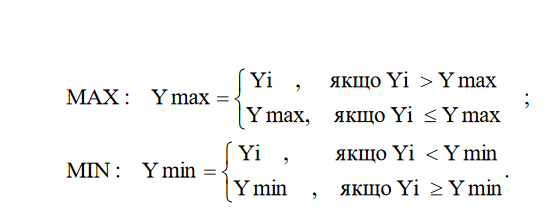 MAX : Y max = { Yi , якщо Yi > Y max
Y max, якщо Yi ≤ Y max ;
MIN : Y min = { Yi , якщо Yi < Y min
Y min , якщо Yi ≥ Y min .